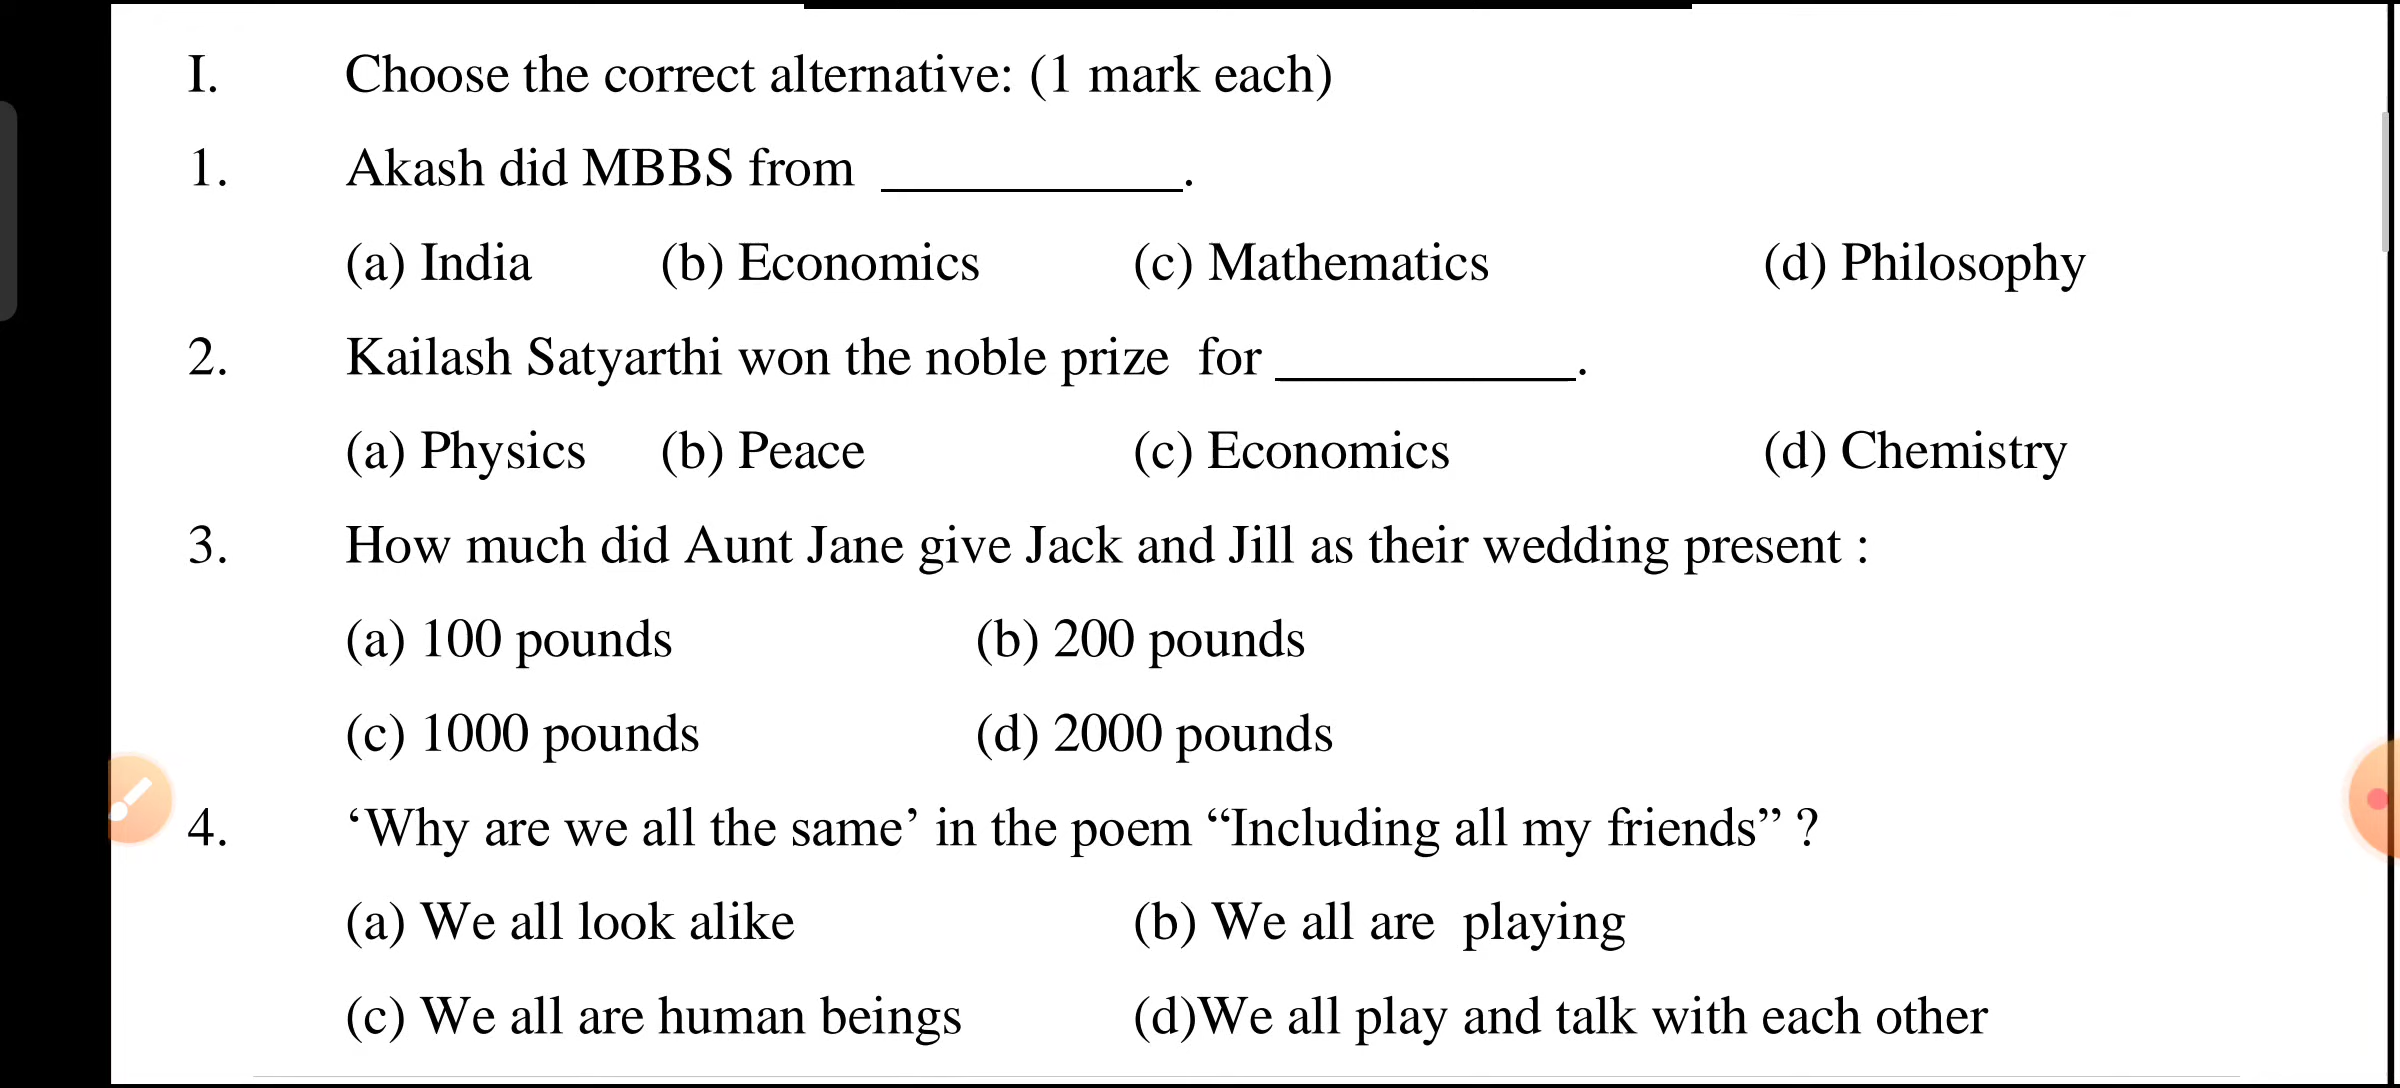 I. Choose the correct alternative: (1 mark each)
1. Akash did MBBS from ____________.
(a) India (b) Economics (c) Mathematics (d) Philosophy
2. Kailash Satyarthi won the noble prize for ____________.
(a) Physics (b) Peace (c) Economics (d) Chemistry
3. How much did Aunt Jane give Jack and Jill as their wedding present :
(a) 100 pounds (b) 200 pounds
(c) 1000 pounds (d) 2000 pounds
4. ‘Why are we all the same’ in the poem “Including all my friends” ?
(a) We all look alike (b) We all are playing
(c) We all are human beings (d)We all play and talk with each other